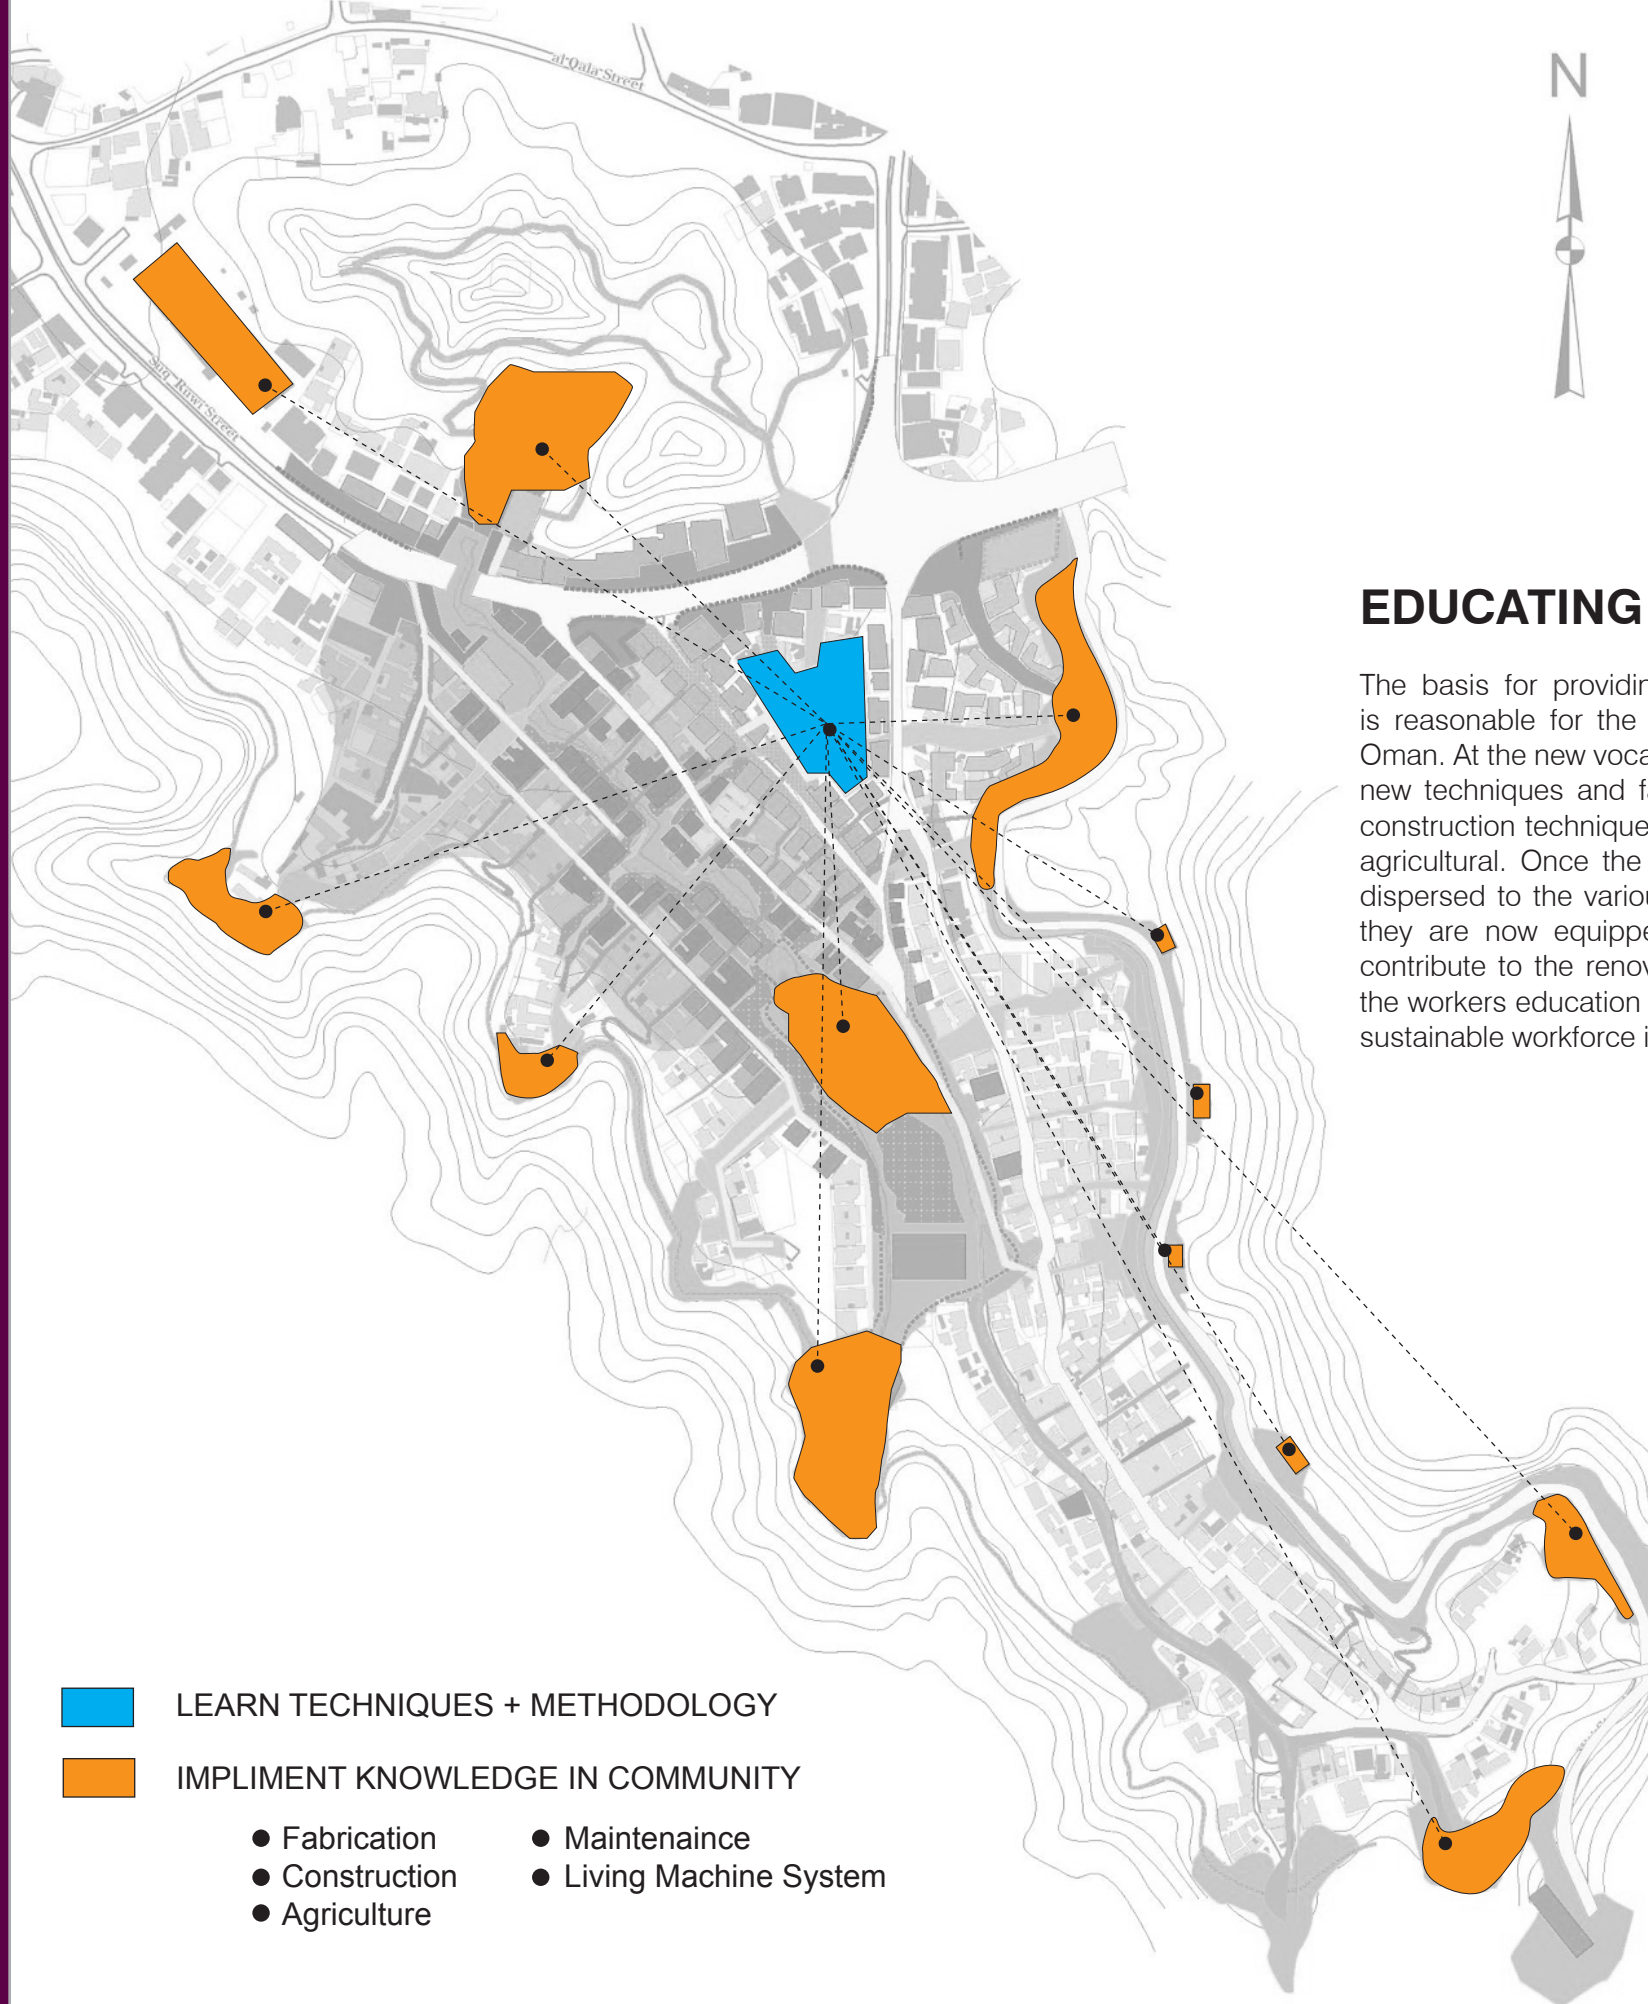 al Qala Street
N
Suq Ruwi Street
EDUCATING
The basis for providin
is reasonable for the
Oman. At the new voca
new techniques and f
construction technique
agricultural. Once the
dispersed to the variou
they are now equippe
contribute to the renov
the workers education
sustainable workforce i
LEARN TECHNIQUES + METHODOLOGY
IMPLIMENT KNOWLEDGE IN COMMUNITY
Fabrication
Construction
Agriculture
Maintenaince
Living Machine System